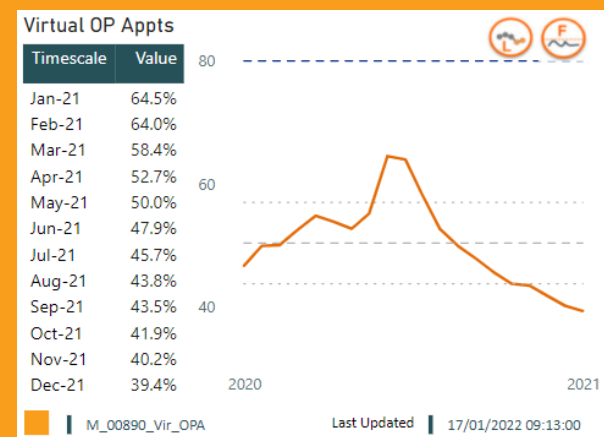 Virtual OP Appts
L F
Timescale Value
Jan-21 64.5%
Feb-21 64.0%
Mar-21 58.4%
Apr-21 52.7%
May-21 50.0%
Jun-21 47.9%
Jul-21 45.7%
Aug-21 43.8%
Sep-21 43.5%
Oct-21 41.9%
Nov-21 40.2%
Dec-21 39.4%
80
60
40
2020 2021
M_00890_Vir_OPA Last Updated 17/01/2022 09:13:00